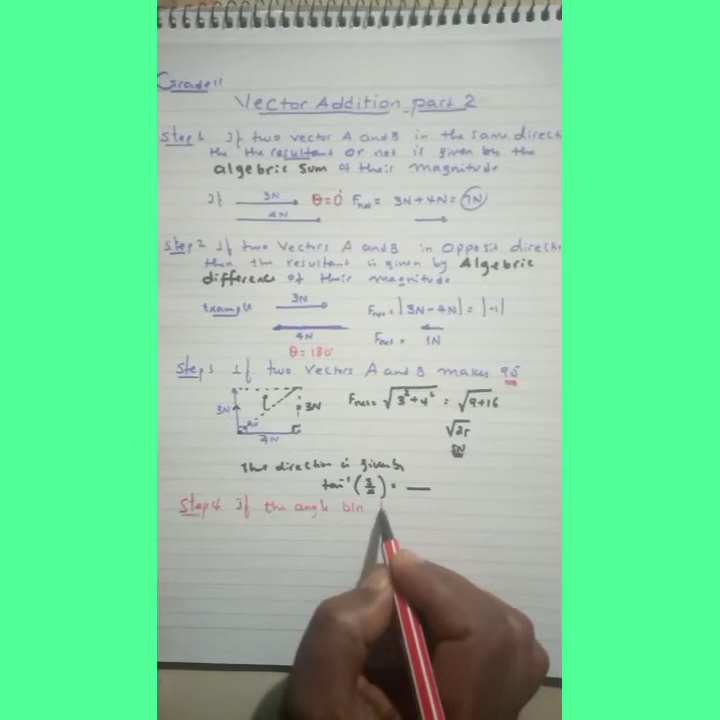 Grade 11
Vector Addition part 2
Step 1 If two vector A and B in the same direct
the the resultant or net is given by the
algebric Sum of their magnitude
3N θ=0° Fnet = 3N+4N= 7N
4N
Step 2 If two Vectors A and B in opposit direct
then the resultant is given by Algebric
difference of their magnitude
Example 3N Fnet = |3N-4N| = |-1|
4N Fnet = 1N
θ=180°
Step 3 If two Vectors A and B makes 90
3N 3N Fnet = √3²+4² = √9+16
4N √25
5N
The direction is given by
tan⁻¹ ( ) =
Step 4 if the angle btn